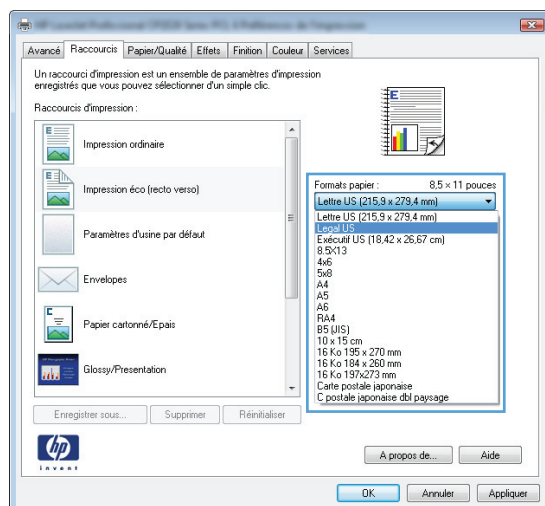 Avancé Raccourcis Papier/Qualité Effets Finition Couleur Services
Un raccourci d'impression est un ensemble de paramètres d'impression
enregistrés que vous pouvez sélectionner d'un simple clic.
Raccourcis d'impression :
Impression ordinaire
Impression éco (recto verso)
Paramètres d'usine par défaut
Envelopes
Papier cartonné/Epais
Glossy/Presentation
Formats papier : 8,5 × 11 pouces
Lettre US (215,9 x 279,4 mm)
Lettre US (215,9 x 279,4 mm)
Legal US
Exécutif US (18,42 x 26,67 cm)
8.5X13
4x6
5x8
A4
A5
A6
RA4
B5 (JIS)
10 x 15 cm
16 Ko 195 x 270 mm
16 Ko 184 x 260 mm
16 Ko 197x273 mm
Carte postale japonaise
C postale japonaise dbl paysage
Enregistrer sous... Supprimer Réinitialiser
hp
invent
A propos de... Aide
OK Annuler Appliquer